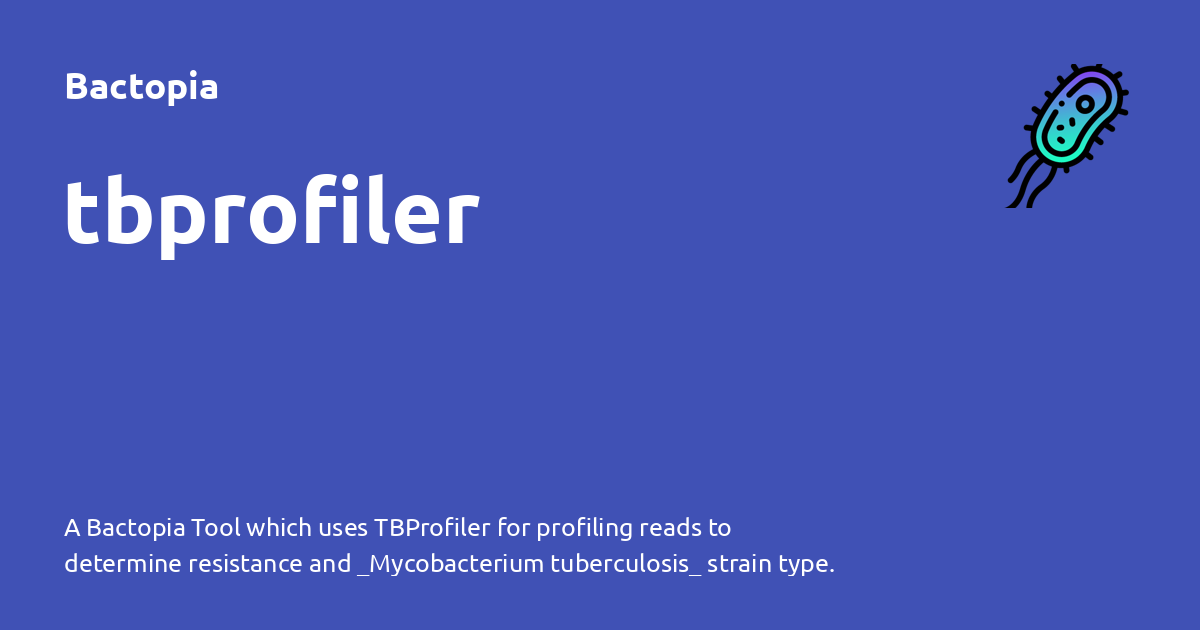 Bactopia
tbprofiler
A Bactopia Tool which uses TBProfiler for profiling reads to
determine resistance and _Mycobacterium tuberculosis_ strain type.